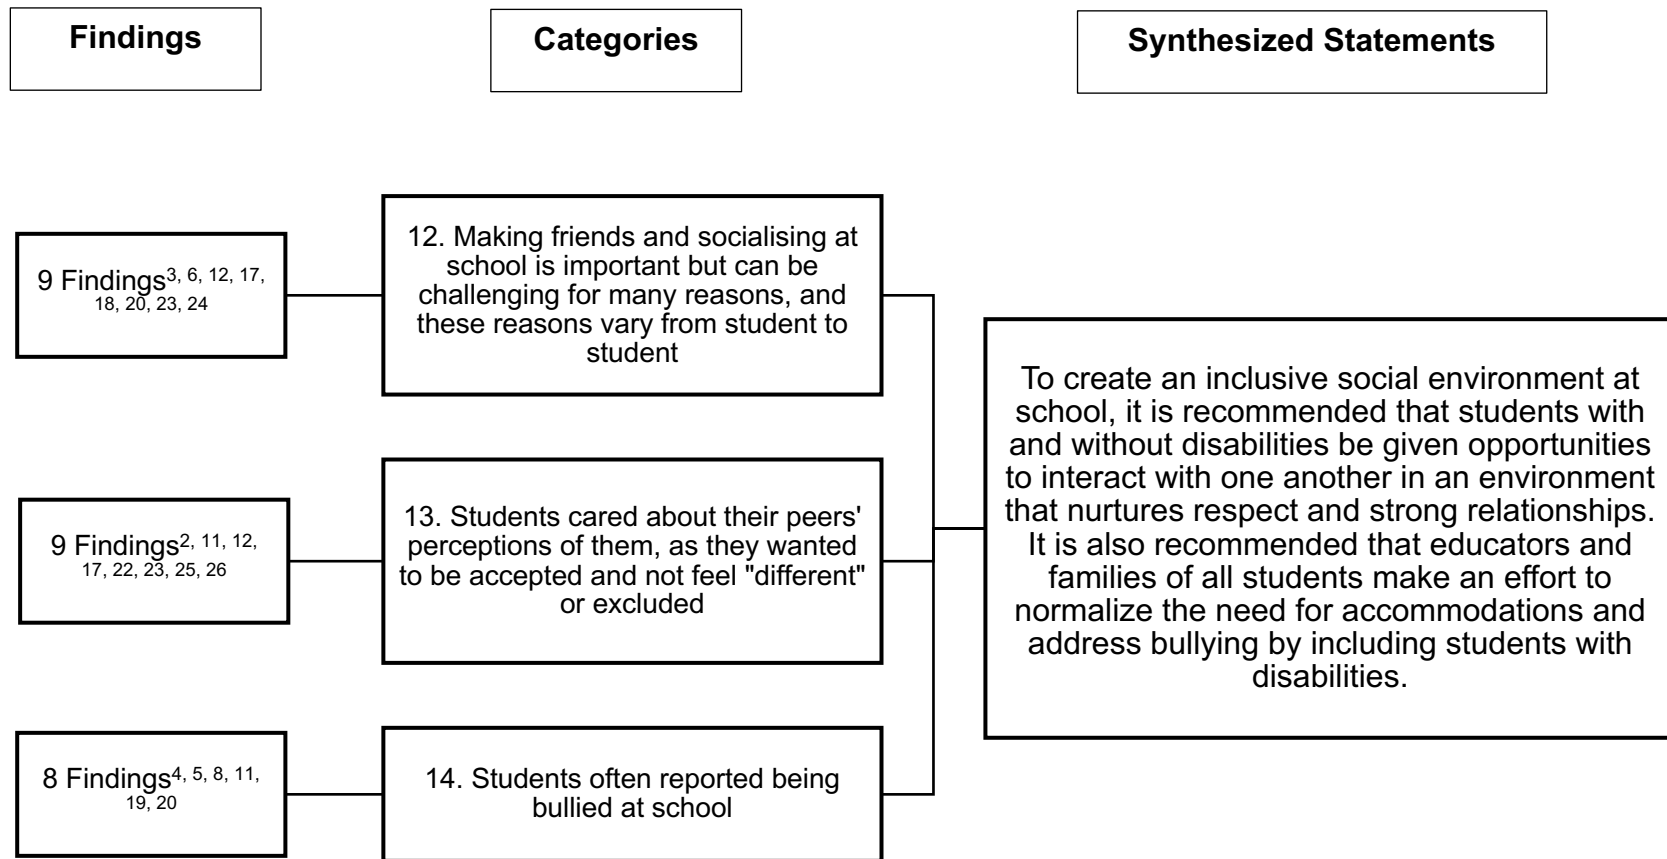 Findings
Categories
Synthesized Statements
9 Findings3, 6, 12, 17,
18, 20, 23, 24
12. Making friends and socialising at
school is important but can be
challenging for many reasons, and
these reasons vary from student to
student
9 Findings2, 11, 12,
17, 22, 23, 25, 26
13. Students cared about their peers'
perceptions of them, as they wanted
to be accepted and not feel "different"
or excluded
8 Findings4, 5, 8, 11,
19, 20
14. Students often reported being
bullied at school
To create an inclusive social environment at
school, it is recommended that students with
and without disabilities be given opportunities
to interact with one another in an environment
that nurtures respect and strong relationships.
It is also recommended that educators and
families of all students make an effort to
normalize the need for accommodations and
address bullying by including students with
disabilities.